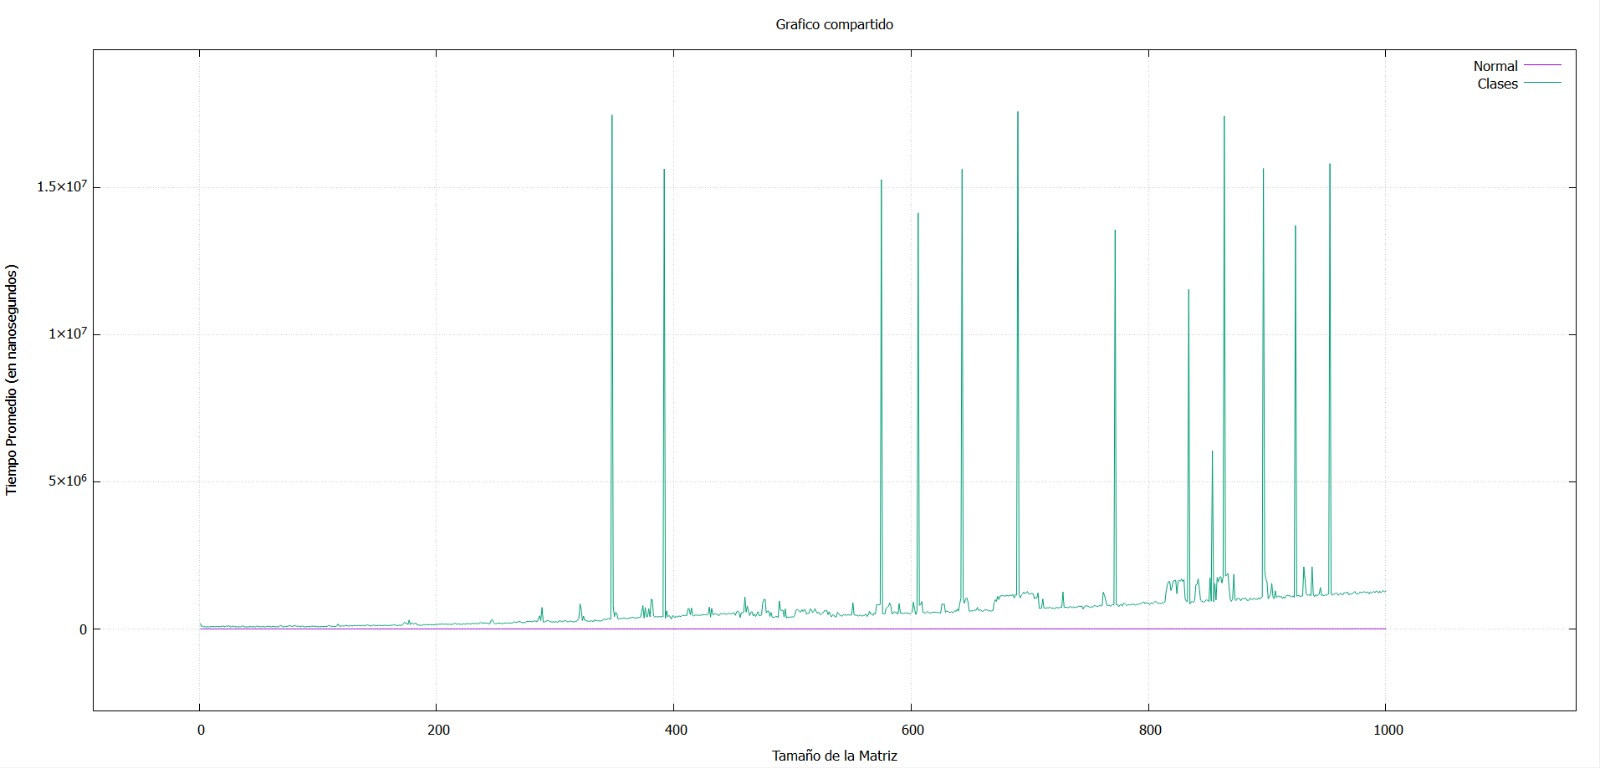 Grafico compartido
Normal
Clases
1.5×10⁷
1×10⁷
5×10⁶
0
Tiempo Promedio (en nanosegundos)
0 200 400 600 800 1000
Tamaño de la Matriz